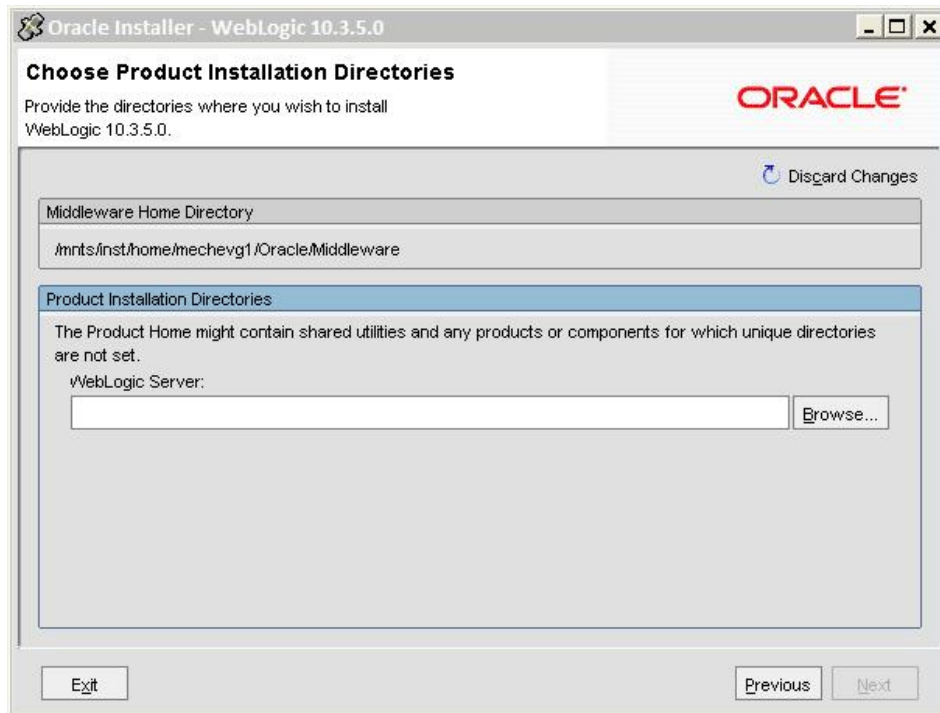 Oracle Installer - WebLogic 10.3.5.0
Choose Product Installation Directories
Provide the directories where you wish to install
WebLogic 10.3.5.0.
ORACLE
Discard Changes
Middleware Home Directory
/mnts/inst/home/mechevg1/Oracle/Middleware
Product Installation Directories
The Product Home might contain shared utilities and any products or components for which unique directories
are not set.
WebLogic Server:
Browse...
Exit
Previous
Next